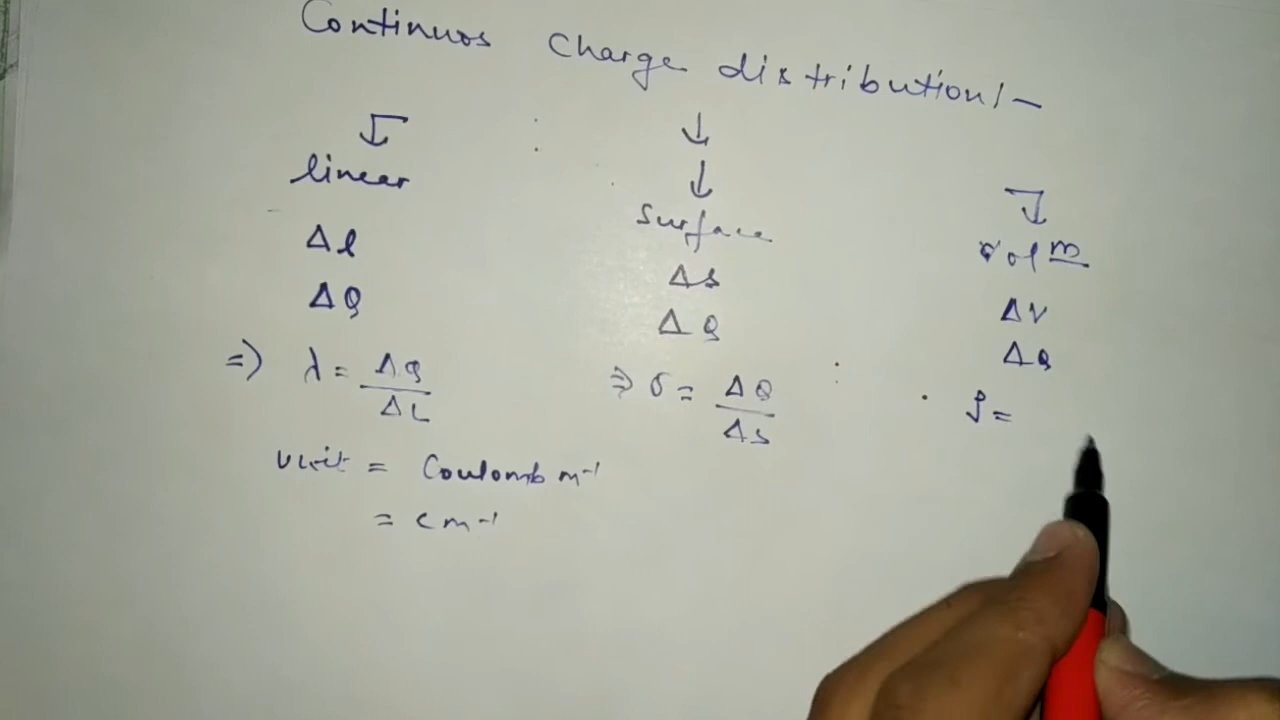 Continuos Charge distribution/-
↓ ↓ ↓
linear
Δl
ΔQ
=) λ = ΔQ / ΔL
Unit = Coulomb m⁻¹
= C m⁻¹
↓
Surface
Δs
ΔQ
=) σ = ΔQ / Δs
Vol m
ΔV
ΔQ
ρ =